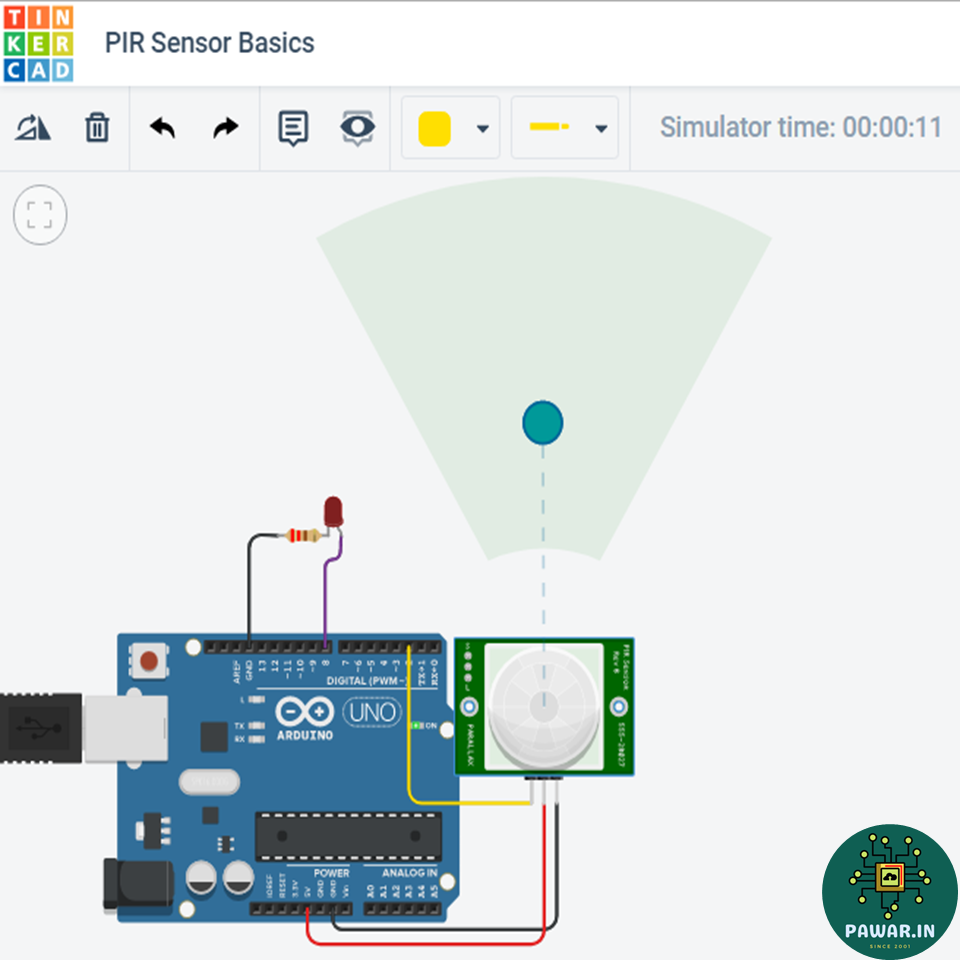 TIN
KER
CAD
PIR Sensor Basics
Simulator time: 00:00:11
AREF
GND
13
12
~11
~10
~9
8
7
~6
~5
4
~3
TX→1
RX←0
DIGITAL (PWM~)
L
TX
RX
ARDUINO
UNO
ON
PIR Sensor
Rev B
PARALLAX
555-28027
POWER
ANALOG IN
IOREF
RESET
3.3V
5V
GND
GND
Vin
A0
A1
A2
A3
A4
A5
PAWAR.IN
SINCE 2001